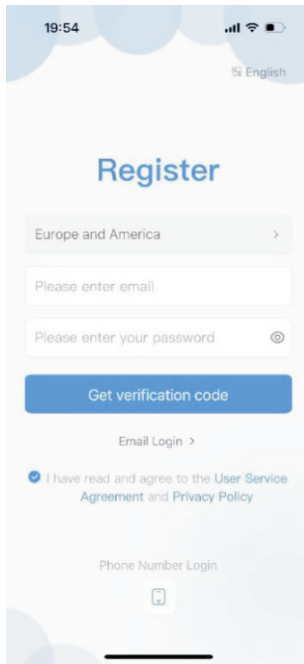 19:54
English
Register
Europe and America
Please enter email
Please enter your password
Get verification code
Email Login >
I have read and agree to the User Service
Agreement and Privacy Policy
Phone Number Login